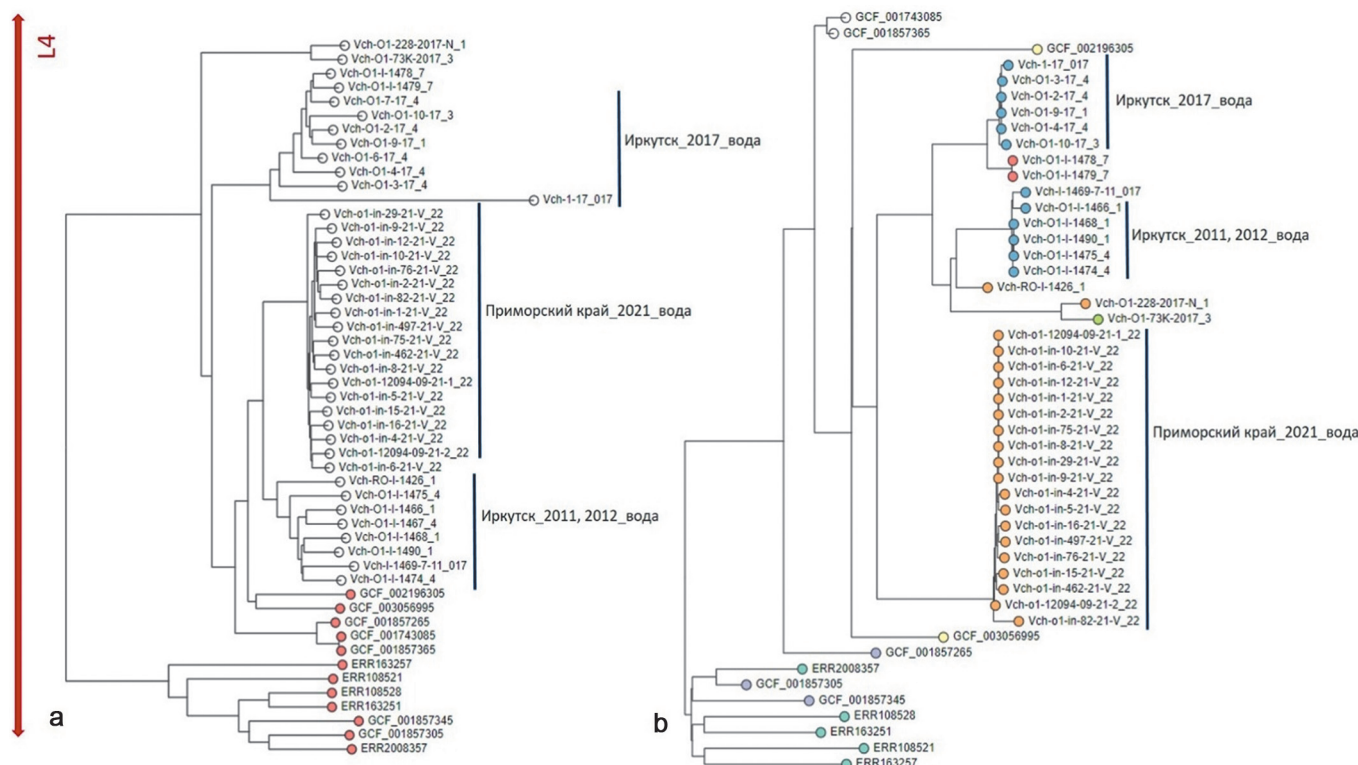 L4
Vch-O1-228-2017-N_1
Vch-O1-73K-2017_3
Vch-O1-I-1478_7
Vch-O1-I-1479_7
Vch-O1-7-17_4
Vch-O1-10-17_3
Vch-O1-2-17_4
Vch-O1-9-17_1
Vch-O1-6-17_4
Vch-O1-4-17_4
Vch-O1-3-17_4
Vch-1-17_017
Иркутск_2017_вода
Vch-o1-in-29-21-V_22
Vch-o1-in-9-21-V_22
Vch-o1-in-12-21-V_22
Vch-o1-in-10-21-V_22
Vch-o1-in-76-21-V_22
Vch-o1-in-2-21-V_22
Vch-o1-in-82-21-V_22
Vch-o1-in-1-21-V_22
Vch-o1-in-497-21-V_22
Vch-o1-in-75-21-V_22
Vch-o1-in-462-21-V_22
Vch-o1-in-8-21-V_22
Vch-o1-12094-09-21-1_22
Vch-o1-in-5-21-V_22
Vch-o1-in-15-21-V_22
Vch-o1-in-16-21-V_22
Vch-o1-in-4-21-V_22
Vch-o1-12094-09-21-2_22
Vch-o1-in-6-21-V_22
Приморский край_2021_вода
Vch-RO-I-1426_1
Vch-O1-I-1475_4
Vch-O1-I-1466_1
Vch-O1-I-1467_4
Vch-O1-I-1468_1
Vch-O1-I-1490_1
Vch-I-1469-7-11_017
Vch-O1-I-1474_4
Иркутск_2011, 2012_вода
GCF_002196305
GCF_003056995
GCF_001857265
GCF_001743085
GCF_001857365
ERR163257
ERR108521
ERR108528
ERR163251
GCF_001857345
GCF_001857305
ERR2008357
a
GCF_001743085
GCF_001857365
GCF_002196305
Vch-1-17_017
Vch-O1-3-17_4
Vch-O1-2-17_4
Vch-O1-9-17_1
Vch-O1-4-17_4
Vch-O1-10-17_3
Иркутск_2017_вода
Vch-O1-I-1478_7
Vch-O1-I-1479_7
Vch-I-1469-7-11_017
Vch-O1-I-1466_1
Vch-O1-I-1468_1
Vch-O1-I-1490_1
Vch-O1-I-1475_4
Vch-O1-I-1474_4
Иркутск_2011, 2012_вода
Vch-RO-I-1426_1
Vch-O1-228-2017-N_1
Vch-O1-73K-2017_3
Vch-o1-12094-09-21-1_22
Vch-o1-in-10-21-V_22
Vch-o1-in-6-21-V_22
Vch-o1-in-12-21-V_22
Vch-o1-in-1-21-V_22
Vch-o1-in-2-21-V_22
Vch-o1-in-75-21-V_22
Vch-o1-in-8-21-V_22
Vch-o1-in-29-21-V_22
Vch-o1-in-9-21-V_22
Vch-o1-in-4-21-V_22
Vch-o1-in-5-21-V_22
Vch-o1-in-16-21-V_22
Vch-o1-in-497-21-V_22
Vch-o1-in-76-21-V_22
Vch-o1-in-15-21-V_22
Vch-o1-in-462-21-V_22
Vch-o1-12094-09-21-2_22
Vch-o1-in-82-21-V_22
Приморский край_2021_вода
GCF_003056995
GCF_001857265
ERR2008357
GCF_001857305
GCF_001857345
ERR108528
ERR163251
ERR108521
ERR163257
b